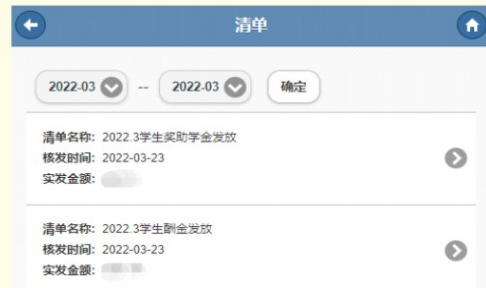 清单
2022-03 -- 2022-03 确定
清单名称: 2022.3学生奖助学金发放
核发时间: 2022-03-23
实发金额:
清单名称: 2022.3学生酬金发放
核发时间: 2022-03-23
实发金额: